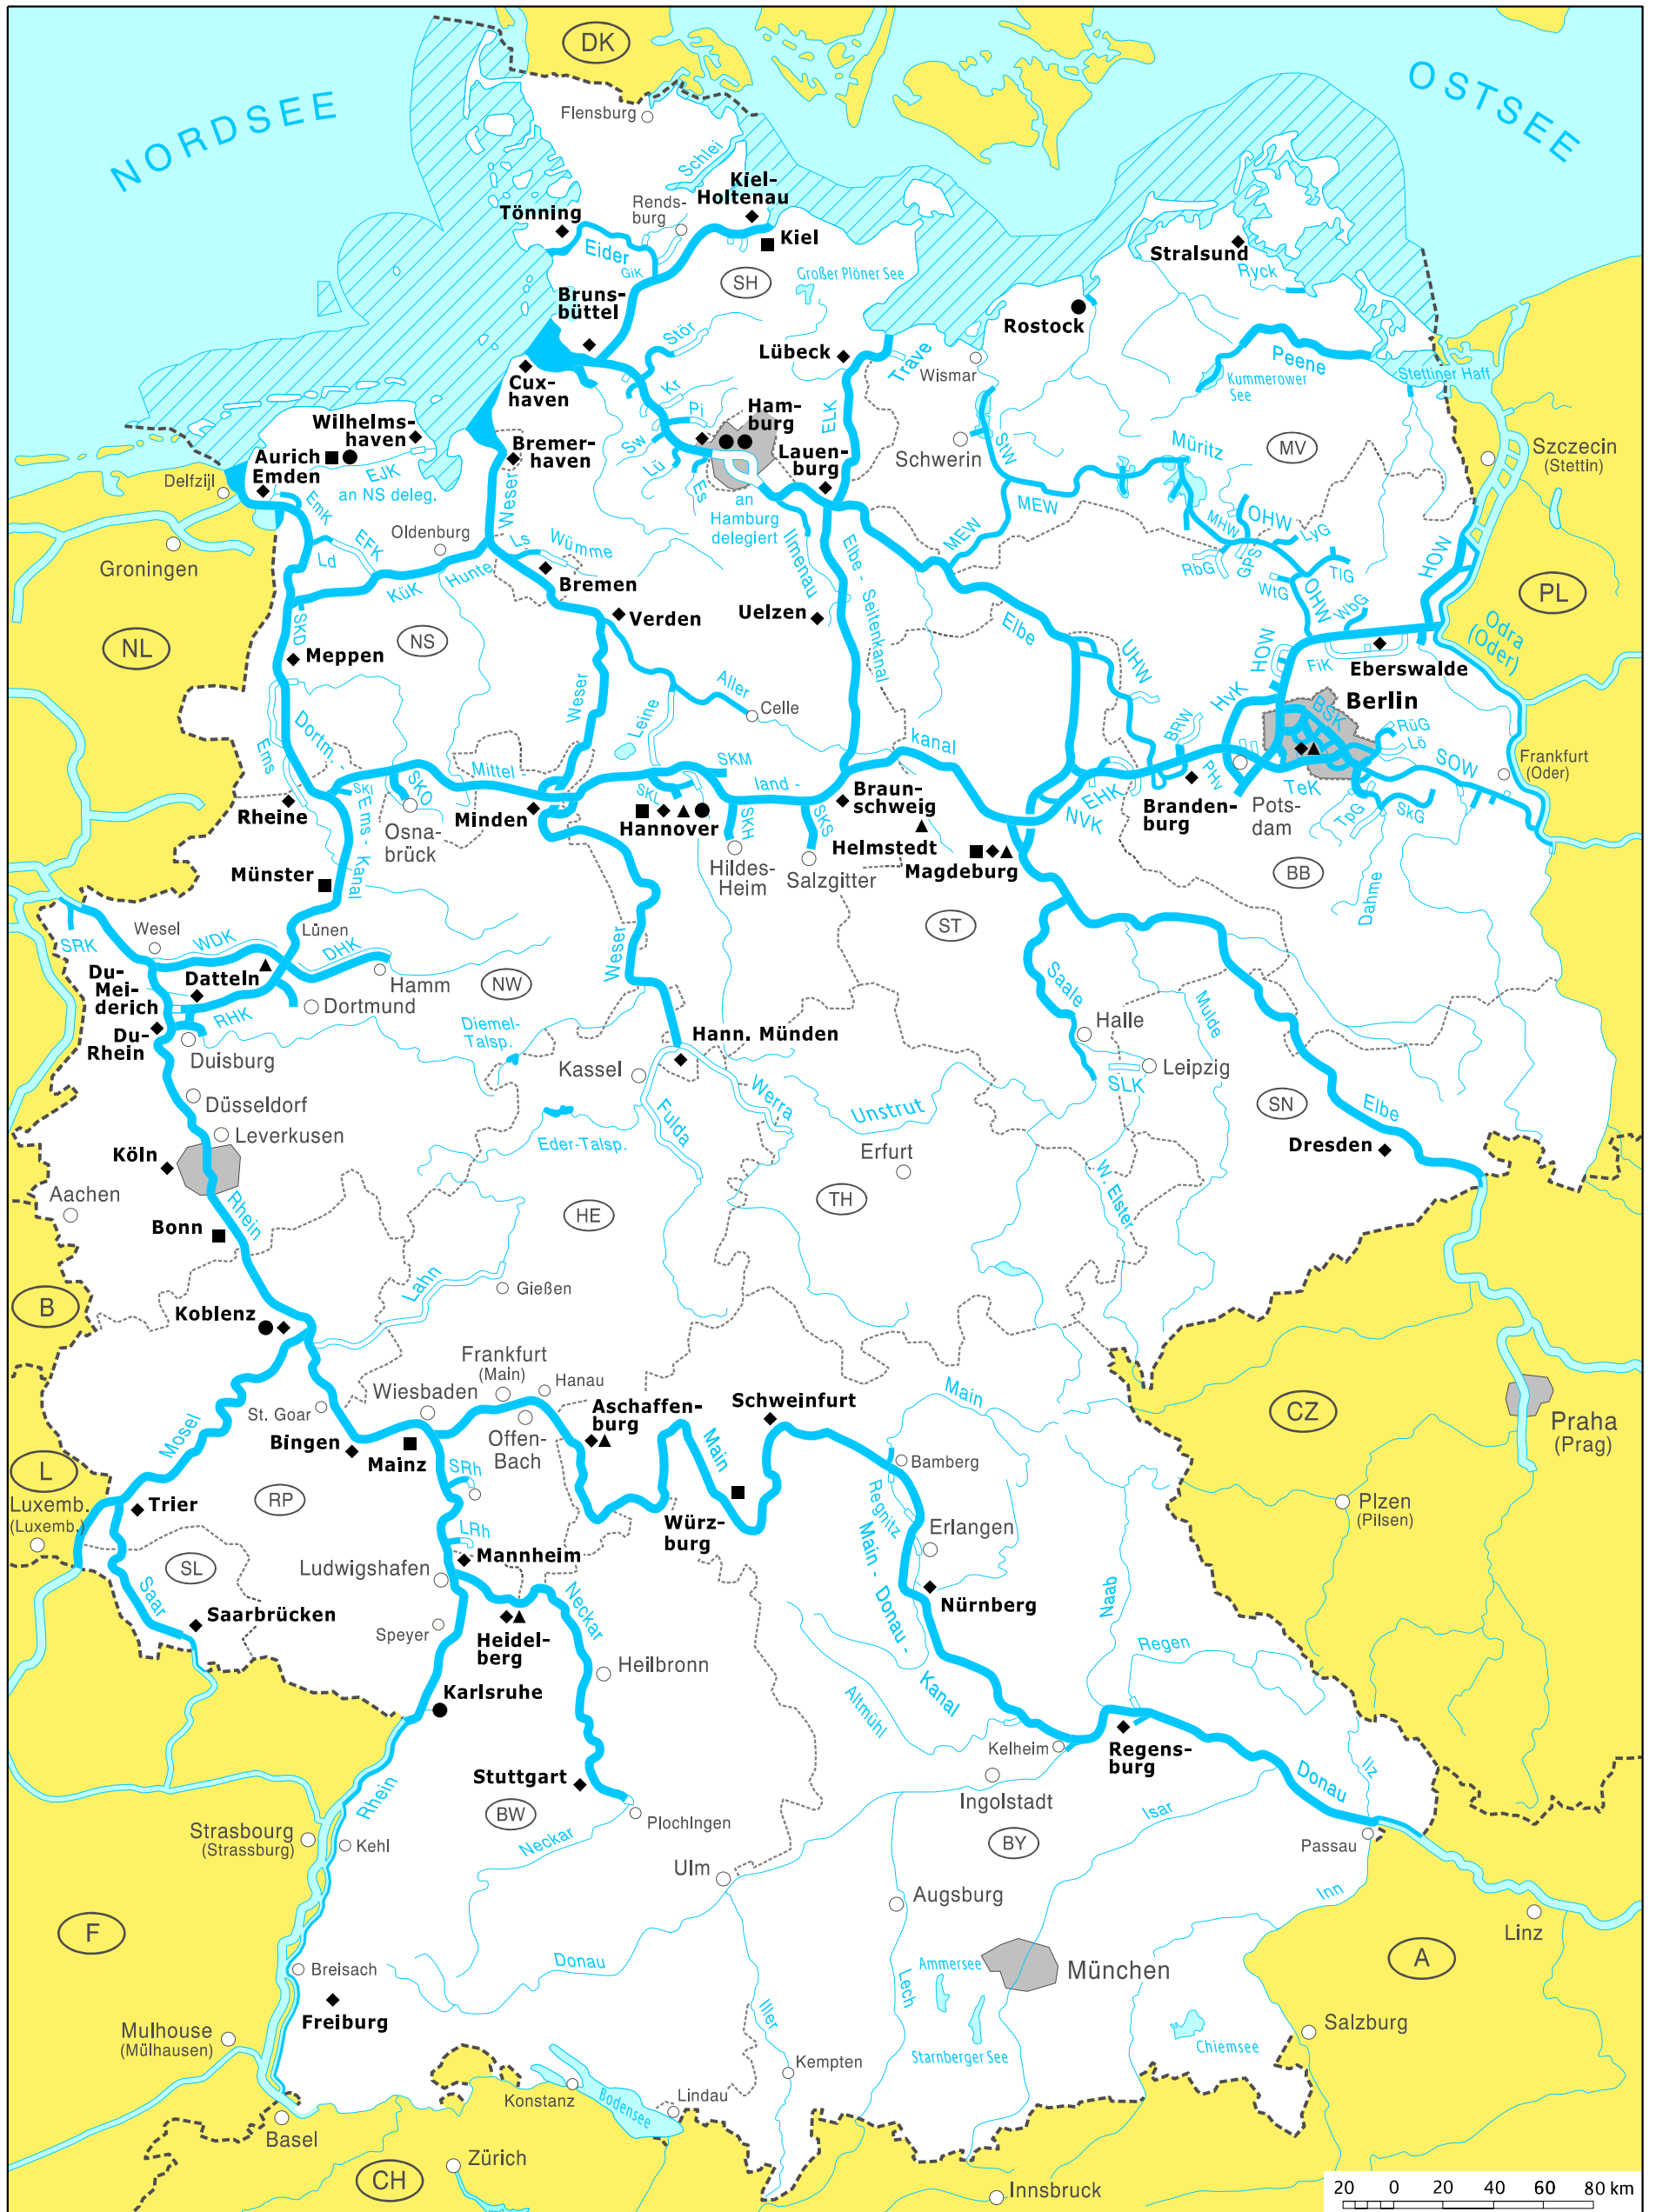 DK
NORDSEE
OSTSEE
Flensburg
Schlei
Kiel-
Holtenau
Rends-
burg
Tönning
Kiel
Eider
GiK
SH
Großer Plöner See
Stralsund
Ryck
Bruns-
büttel
Rostock
Stör
Lübeck
Trave
Wismar
Peene
Kummerower
See
Stettiner Haff
Cux-
haven
Kr
Pi
Ham-
burg
ELK
Wilhelms-
haven
Aurich
Emden
EJK
an NS deleg.
Delfzijl
Bremer-
haven
Sw
Lü
Es
Lauen-
burg
Schwerin
StW
Müritz
MV
Szczecin
(Stettin)
EmK
Weser
an
Hamburg
delegiert
MEW
MEW
OHW
MHW
LyG
GPS
RbG
TlG
WtG
OHW
WbG
HOW
Oldenburg
Groningen
EFK
Ld
Ls
Wümme
Ilmenau
Elbe - Seitenkanal
KüK
Hunte
Bremen
PL
SKD
NS
Verden
Uelzen
Elbe
Odra
(Oder)
NL
Meppen
UHW
HOW
FiK
Eberswalde
Aller
Celle
Weser
Leine
HvK
BSK
Berlin
BRW
RüG
Lö
SOW
Frankfurt
(Oder)
Dortm. -
Ems
Mittel -
SKM
land -
kanal
SKi
Ems - Kanal
SKO
SKL
EHK
PHv
TeK
Rheine
Osna-
brück
Minden
Hannover
SKH
SKS
Braun-
schweig
NVK
Branden-
burg
Pots-
dam
TpG
SkG
Helmstedt
Magdeburg
Hildes-
Heim
Salzgitter
BB
Münster
Dahme
ST
Wesel
WDK
Lünen
DHK
SRK
Weser
Saale
Du-
Mei-
derich
Datteln
Hamm
NW
Dortmund
RHK
Du-
Rhein
Duisburg
Diemel-
Talsp.
Hann. Münden
Mulde
Halle
Kassel
Leipzig
SLK
Düsseldorf
Werra
Unstrut
SN
Elbe
Fulda
Leverkusen
Eder-Talsp.
Köln
Erfurt
Dresden
Aachen
W. Elster
Rhein
Bonn
HE
TH
B
Lahn
Gießen
Koblenz
Frankfurt
(Main)
Hanau
Wiesbaden
Main
CZ
St. Goar
Aschaffen-
burg
Schweinfurt
Praha
(Prag)
Mosel
Bingen
Mainz
Offen-
Bach
Main
L
SRh
Bamberg
Luxemb.
(Luxemb.)
Trier
RP
Würz-
burg
Regnitz
Plzen
(Pilsen)
Erlangen
LRh
Mannheim
Main - Donau -
Kanal
SL
Ludwigshafen
Neckar
Naab
Nürnberg
Saar
Saarbrücken
Speyer
Heidel-
berg
Regen
Heilbronn
Karlsruhe
Altmühl
Kelheim
Regens-
burg
Ilz
Stuttgart
Donau
Rhein
BW
Ingolstadt
Isar
Plochlngen
Strasbourg
(Strassburg)
Kehl
Neckar
BY
Passau
Ulm
Augsburg
Inn
F
Linz
Donau
Ammersee
München
A
Breisach
Lech
Freiburg
Iller
Mulhouse
(Mülhausen)
Salzburg
Starnberger See
Chiemsee
Kempten
Konstanz
Bodensee
Lindau
Basel
Zürich
CH
Innsbruck
20 0 20 40 60 80 km